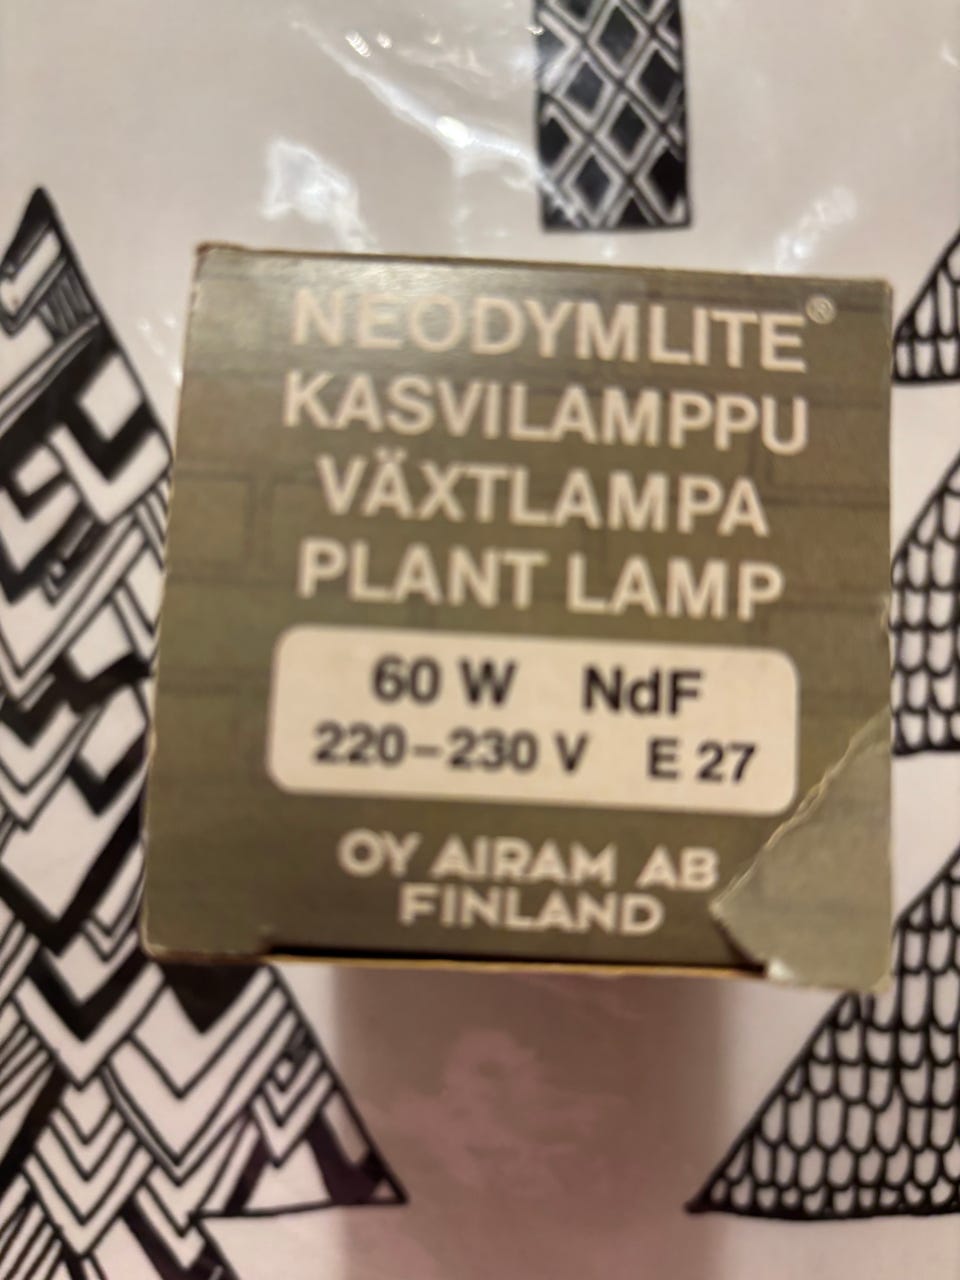 NEODYMLITE®
KASVILAMPPU
VÄXTLAMPA
PLANT LAMP
60 W NdF
220–230 V E 27
OY AIRAM AB
FINLAND